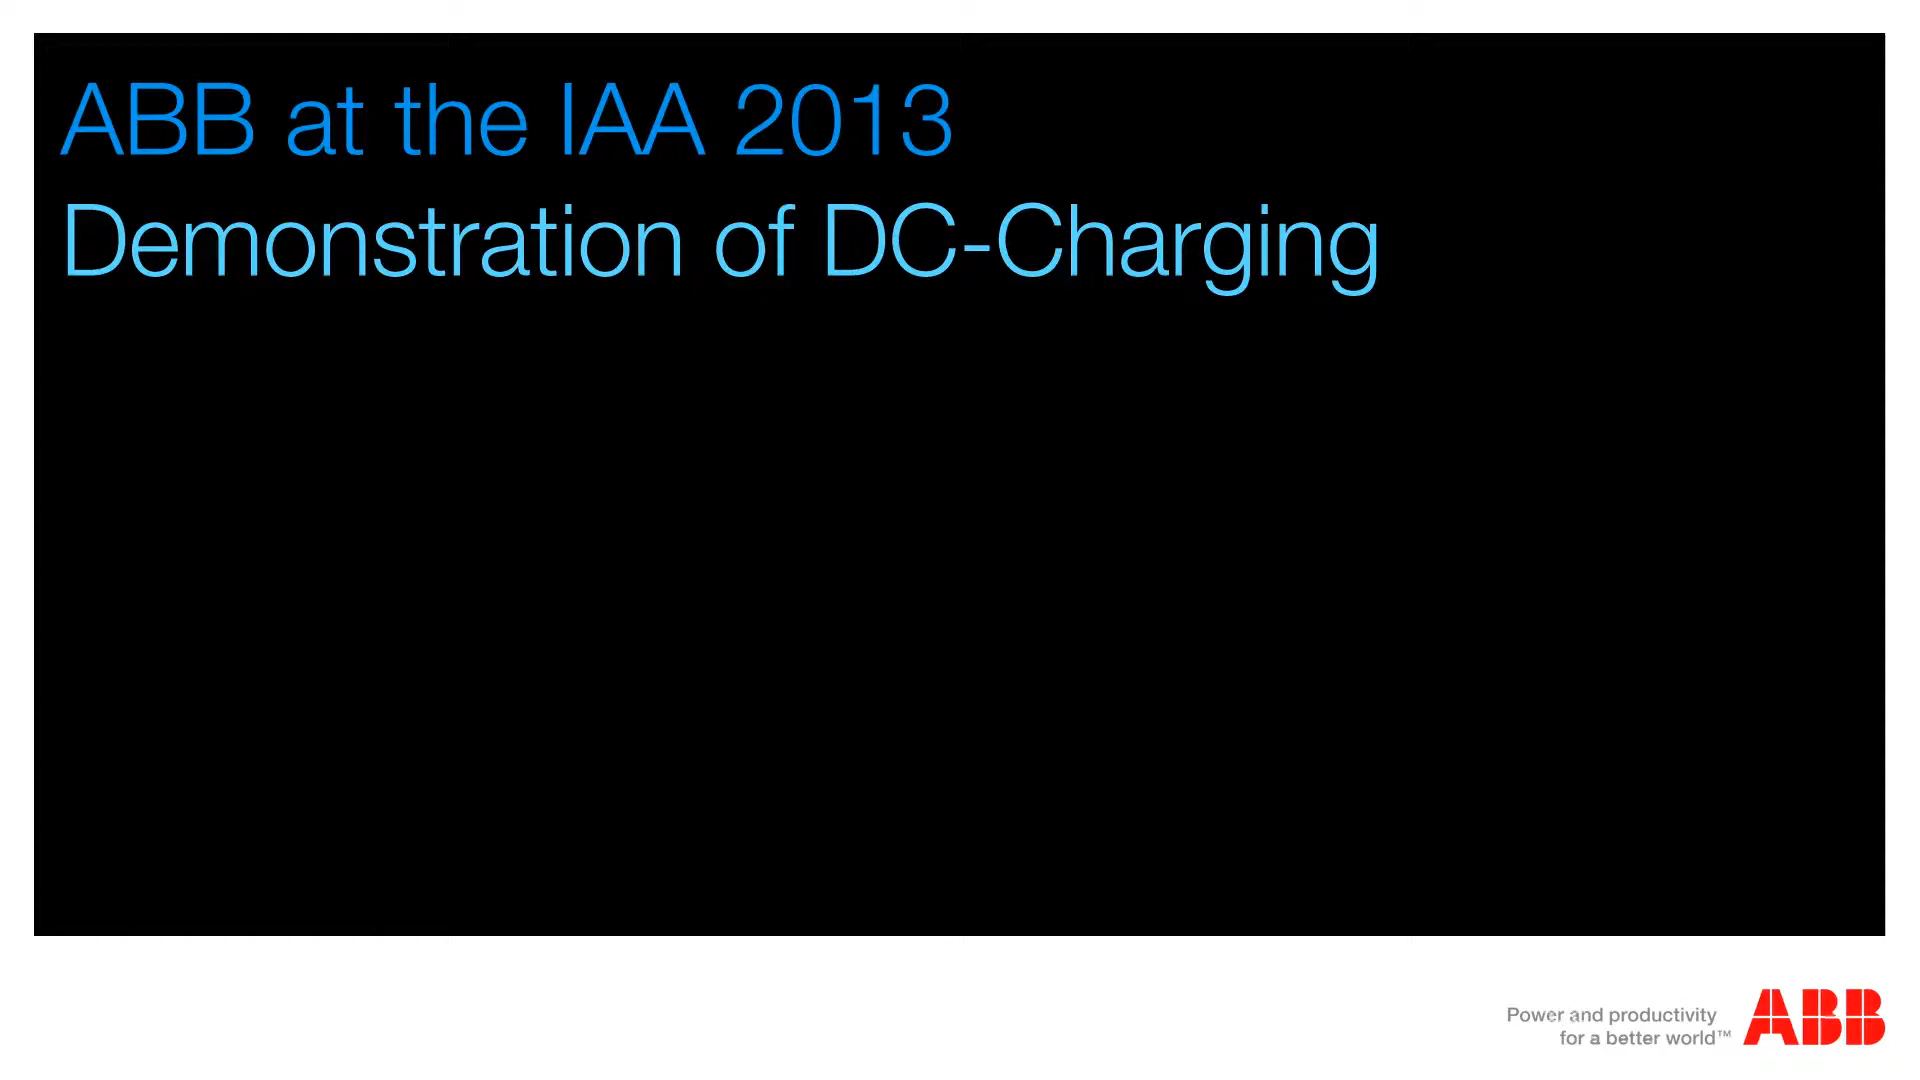 ABB at the IAA 2013
Demonstration of DC-Charging
Power and productivity
for a better world™
ABB